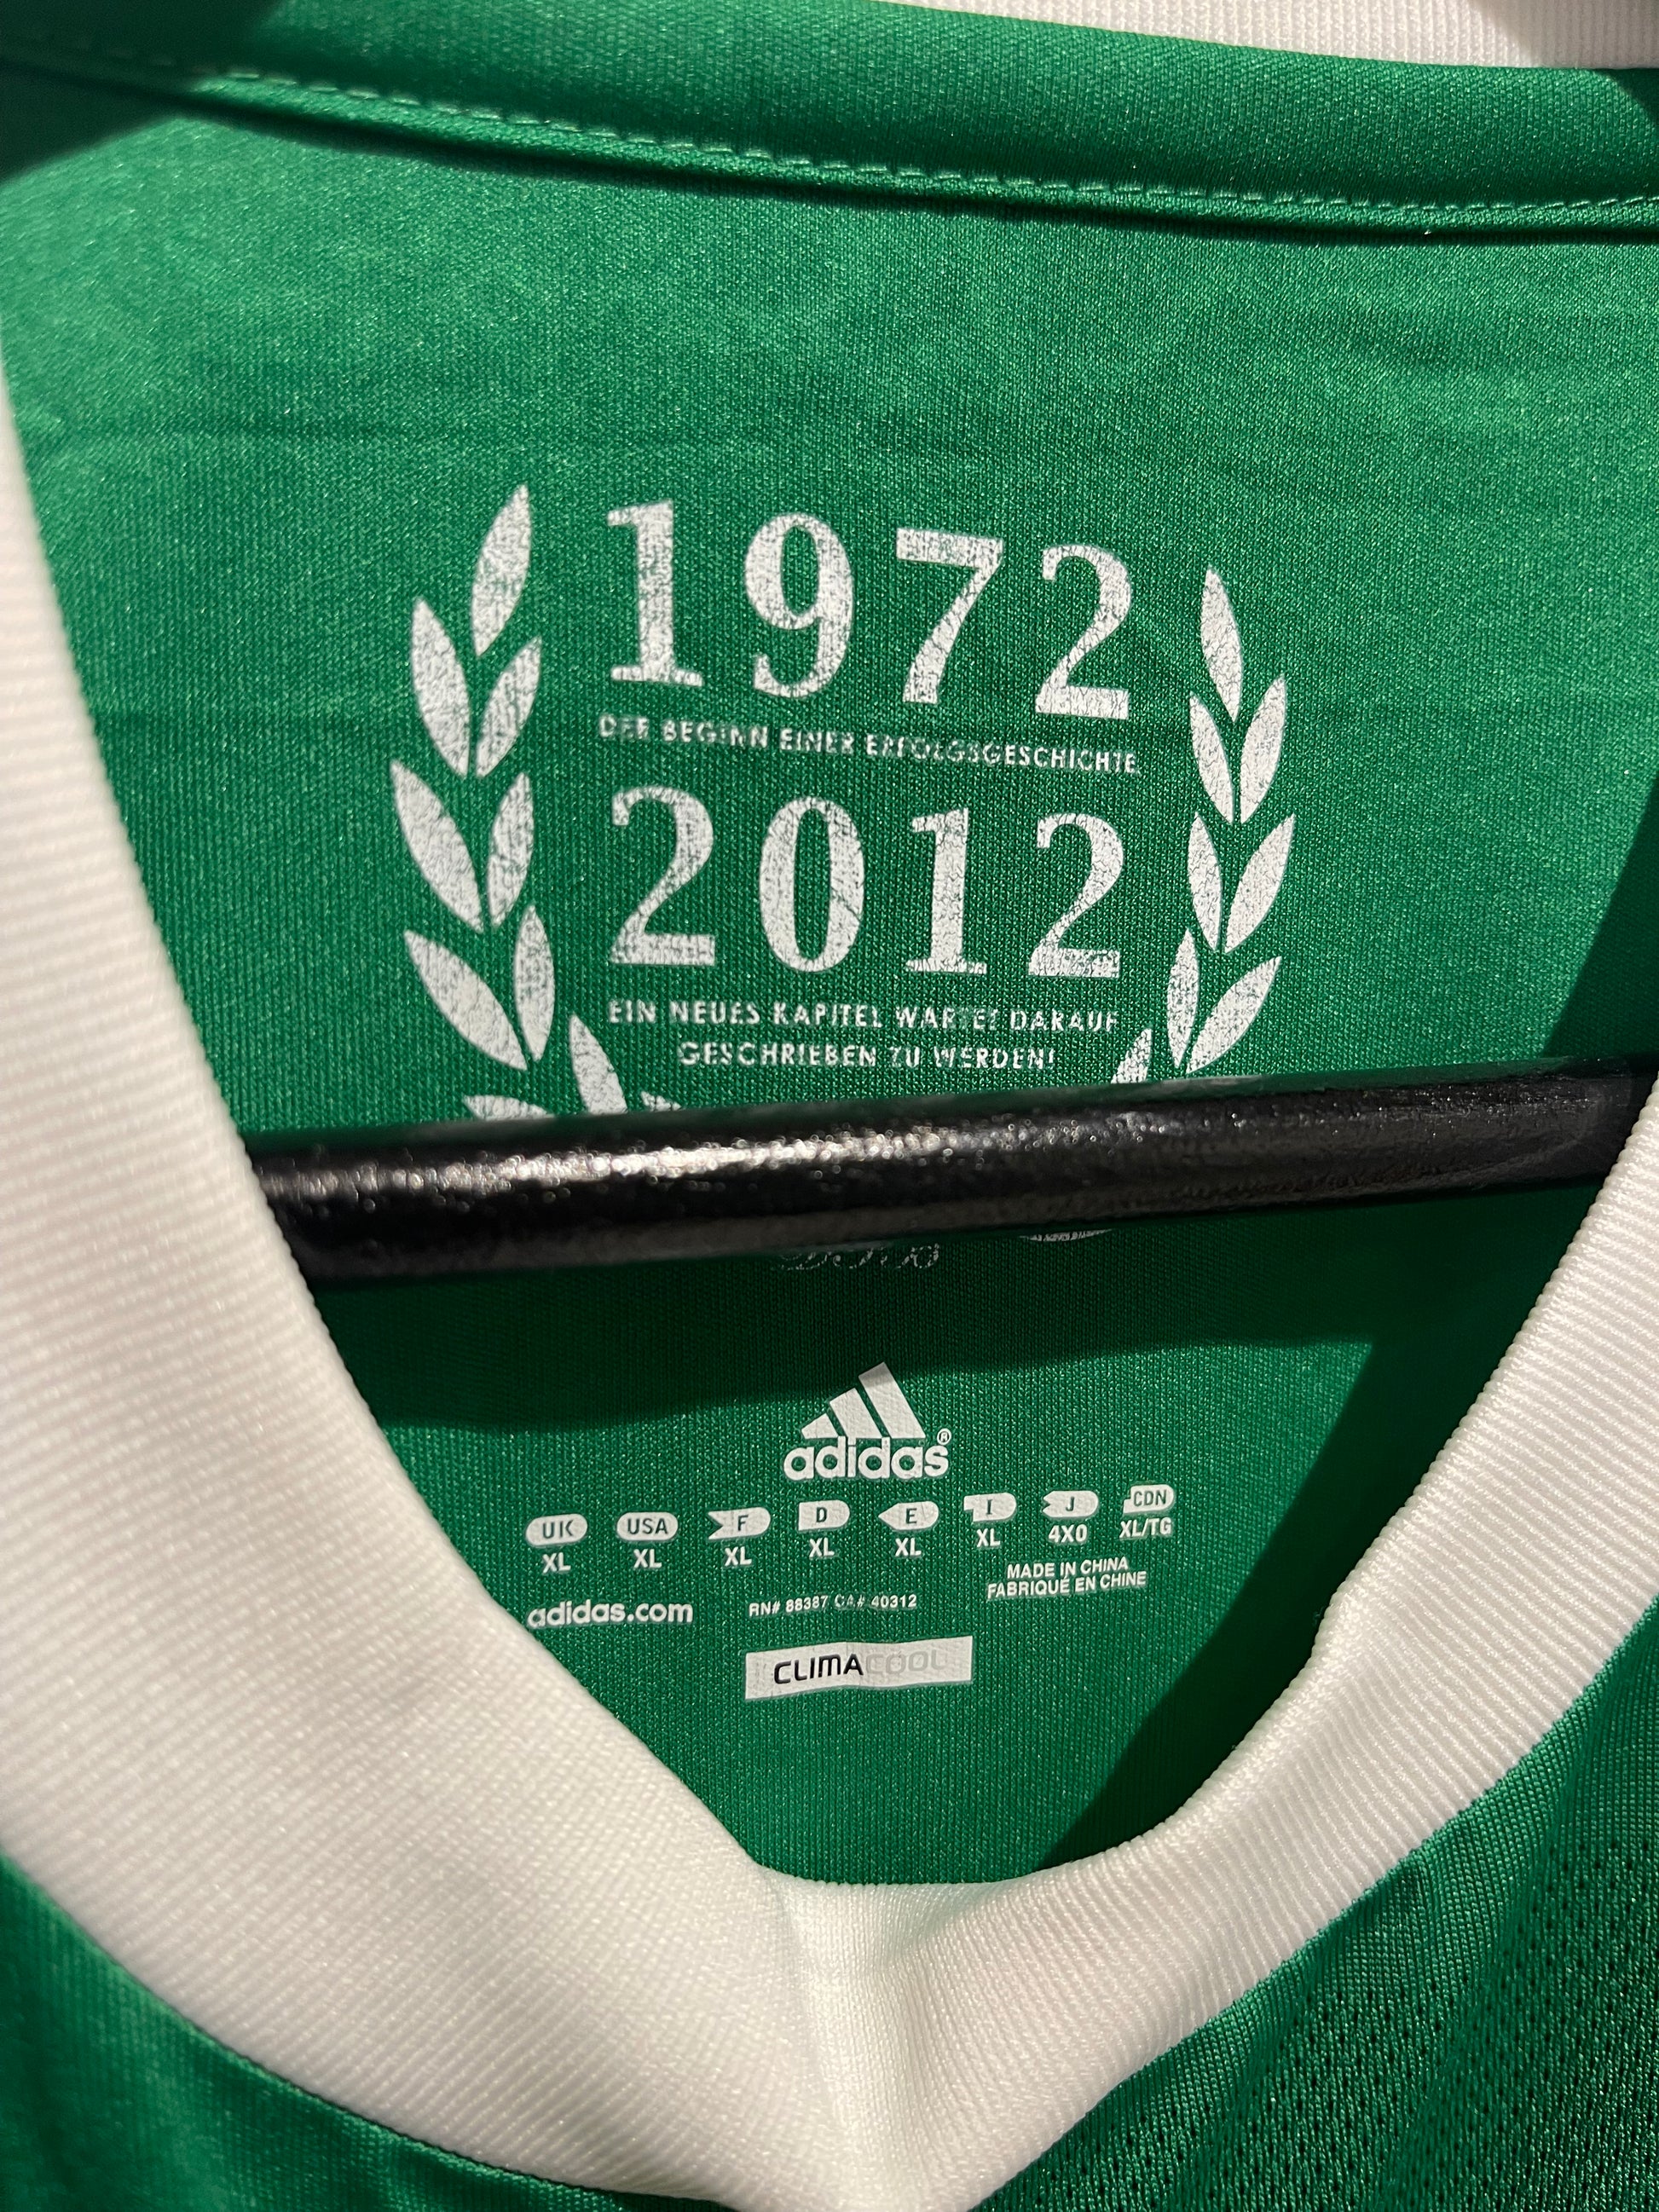 1972
DER BEGINN EINER ERFOLGSGESCHICHTE
2012
EIN NEUES KAPITEL WARTET DARAUF
GESCHRIEBEN ZU WERDEN!
adidas®
UK USA F D E I J CDN
XL XL XL XL XL XL 4X0 XL/TG
adidas.com RN# 88387 CA# 40312 MADE IN CHINA
FABRIQUÉ EN CHINE
CLIMACOOL